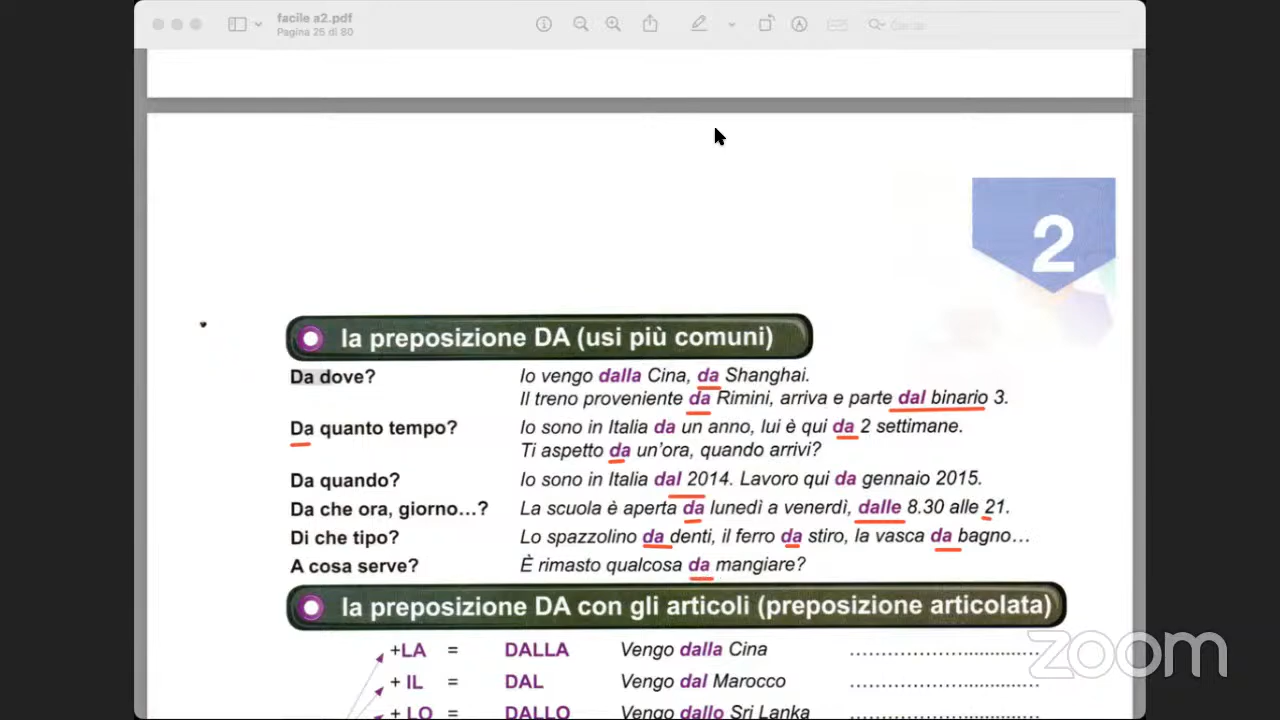 facile a2.pdf
Pagina 25 di 80
Cerca
2
la preposizione DA (usi più comuni)
Da dove? Io vengo dalla Cina, da Shanghai.
Il treno proveniente da Rimini, arriva e parte dal binario 3.
Da quanto tempo? Io sono in Italia da un anno, lui è qui da 2 settimane.
Ti aspetto da un'ora, quando arrivi?
Da quando? Io sono in Italia dal 2014. Lavoro qui da gennaio 2015.
Da che ora, giorno…? La scuola è aperta da lunedì a venerdì, dalle 8.30 alle 21.
Di che tipo? Lo spazzolino da denti, il ferro da stiro, la vasca da bagno…
A cosa serve? È rimasto qualcosa da mangiare?
la preposizione DA con gli articoli (preposizione articolata)
+LA = DALLA Vengo dalla Cina ................................
+ IL = DAL Vengo dal Marocco ................................
+ LO = DALLO Vengo dallo Sri Lanka ................................
zoom